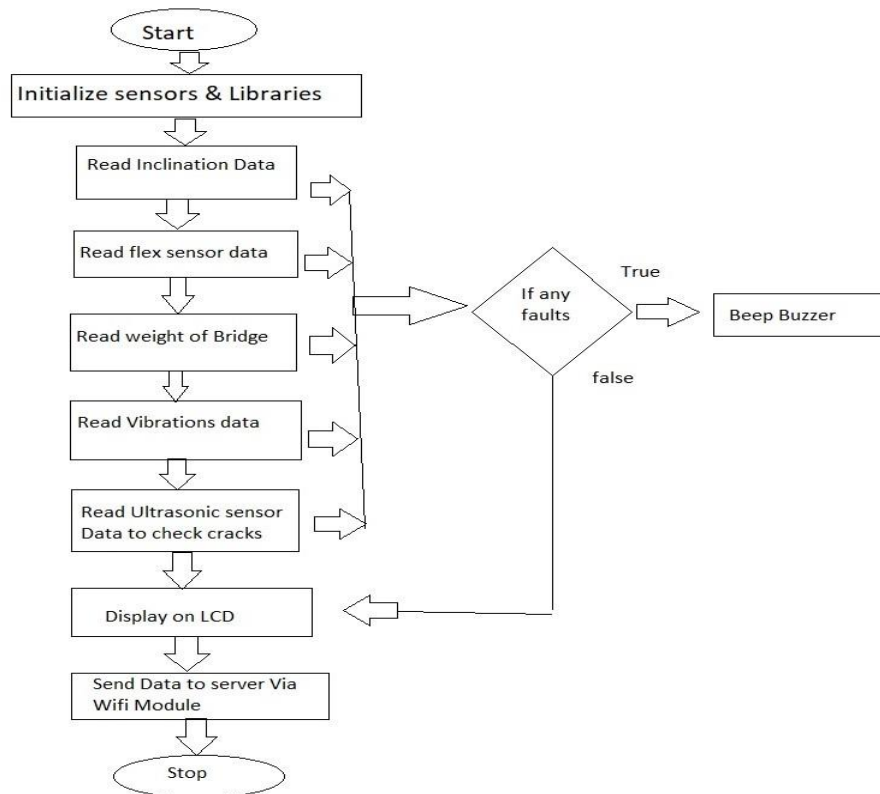 Start
Initialize sensors & Libraries
Read Inclination Data
Read flex sensor data
Read weight of Bridge
Read Vibrations data
Read Ultrasonic sensor
Data to check cracks
Display on LCD
Send Data to server Via
Wifi Module
Stop
If any
faults
True
false
Beep Buzzer